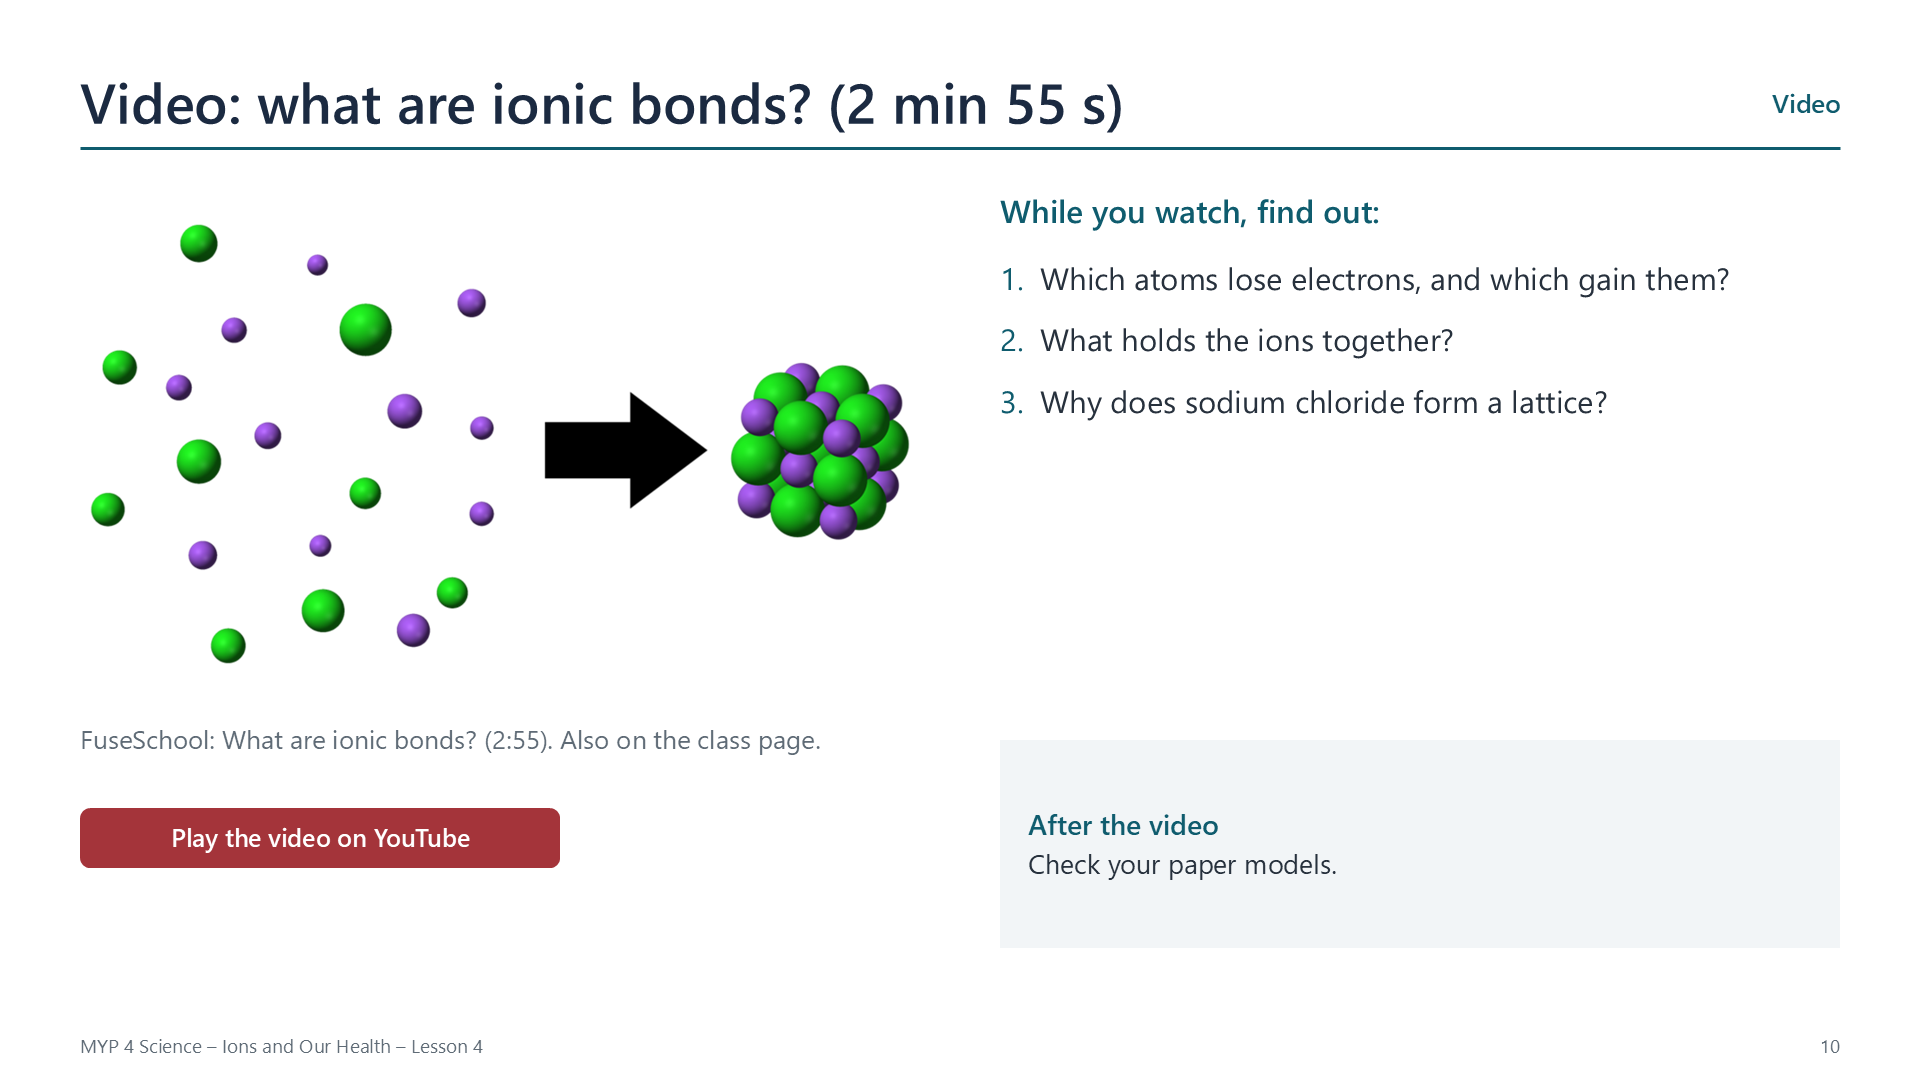 Video: what are ionic bonds? (2 min 55 s)
Video
While you watch, find out:
1. Which atoms lose electrons, and which gain them?
2. What holds the ions together?
3. Why does sodium chloride form a lattice?
FuseSchool: What are ionic bonds? (2:55). Also on the class page.
Play the video on YouTube
After the video
Check your paper models.
MYP 4 Science – Ions and Our Health – Lesson 4
10